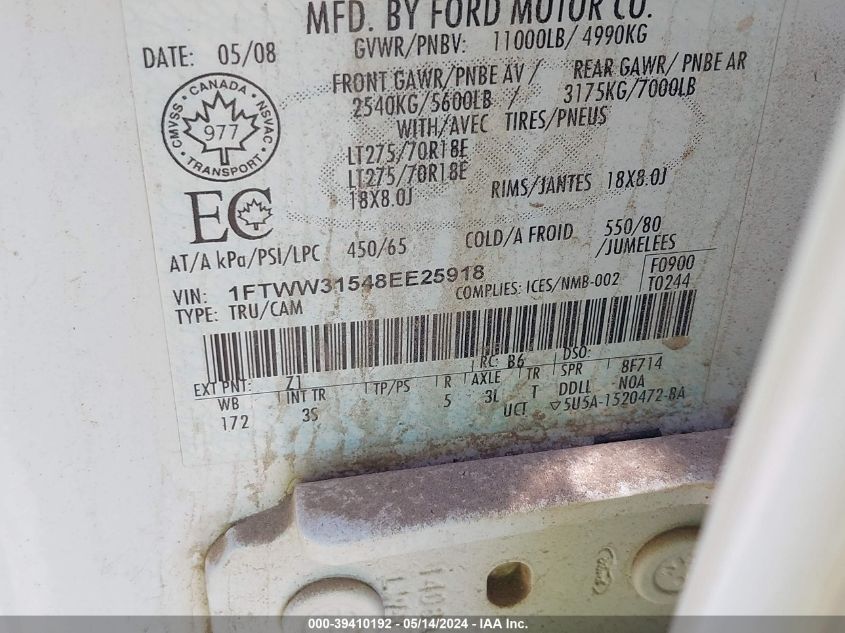 MFD. BY FORD MOTOR CO.
DATE: 05/08
GVWR/PNBV: 11000LB/ 4990KG
FRONT GAWR/PNBE AV / REAR GAWR/ PNBE AR
2540KG/5600LB / 3175KG/7000LB
WITH/AVEC TIRES/PNEUS
CMVSS · CANADA · NSVAC
977
TRANSPORT
LT275/70R18E
LT275/70R18E
18X8.0J
RIMS/JANTES 18X8.0J
EC
AT/A kPa/PSI/LPC 450/65 COLD/A FROID 550/80
/JUMELEES
VIN: 1FTWW31548EE25918
COMPLIES: ICES/NMB-002
F0900
T0244
TYPE: TRU/CAM
EXT PNT: Z1 RC: B6 DSO:
WB INT TR TP/PS R AXLE TR SPR 8F714
172 3S 5 3L T DDLL N0A
UCT ▽5U5A-1520472-BA
000-39410192 - 05/14/2024 - IAA Inc.